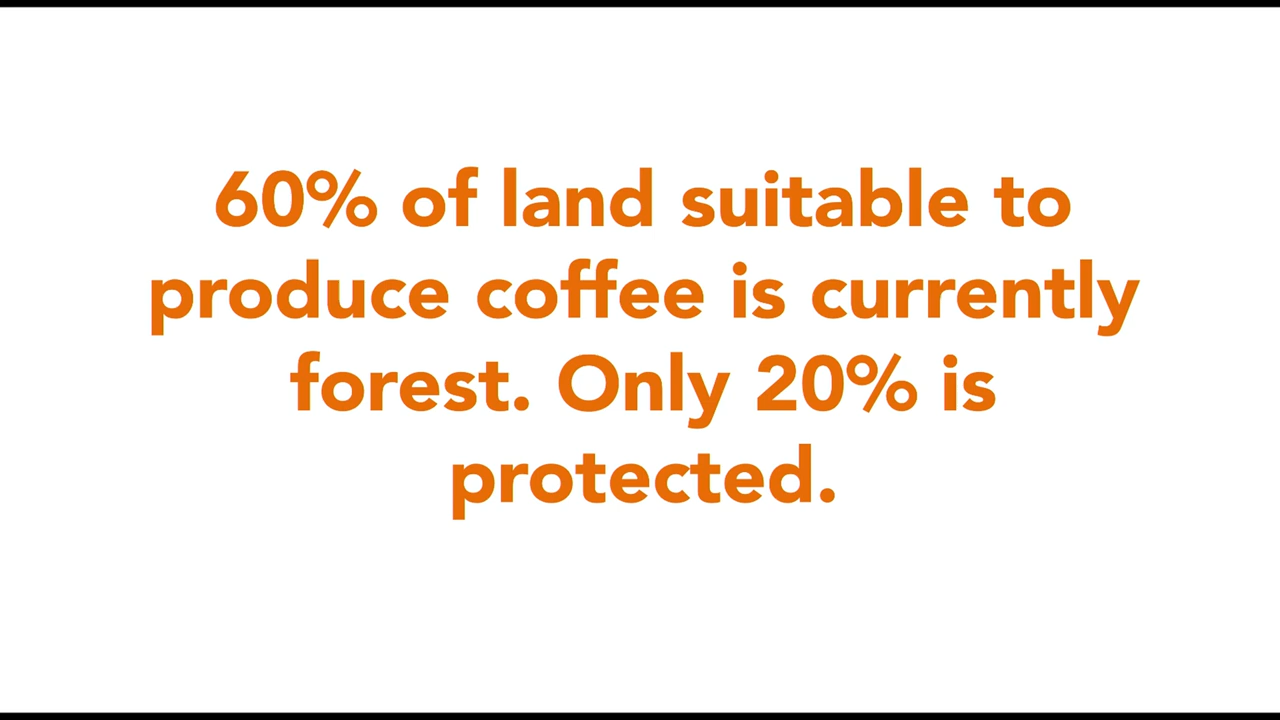 60% of land suitable to
produce coffee is currently
forest. Only 20% is
protected.